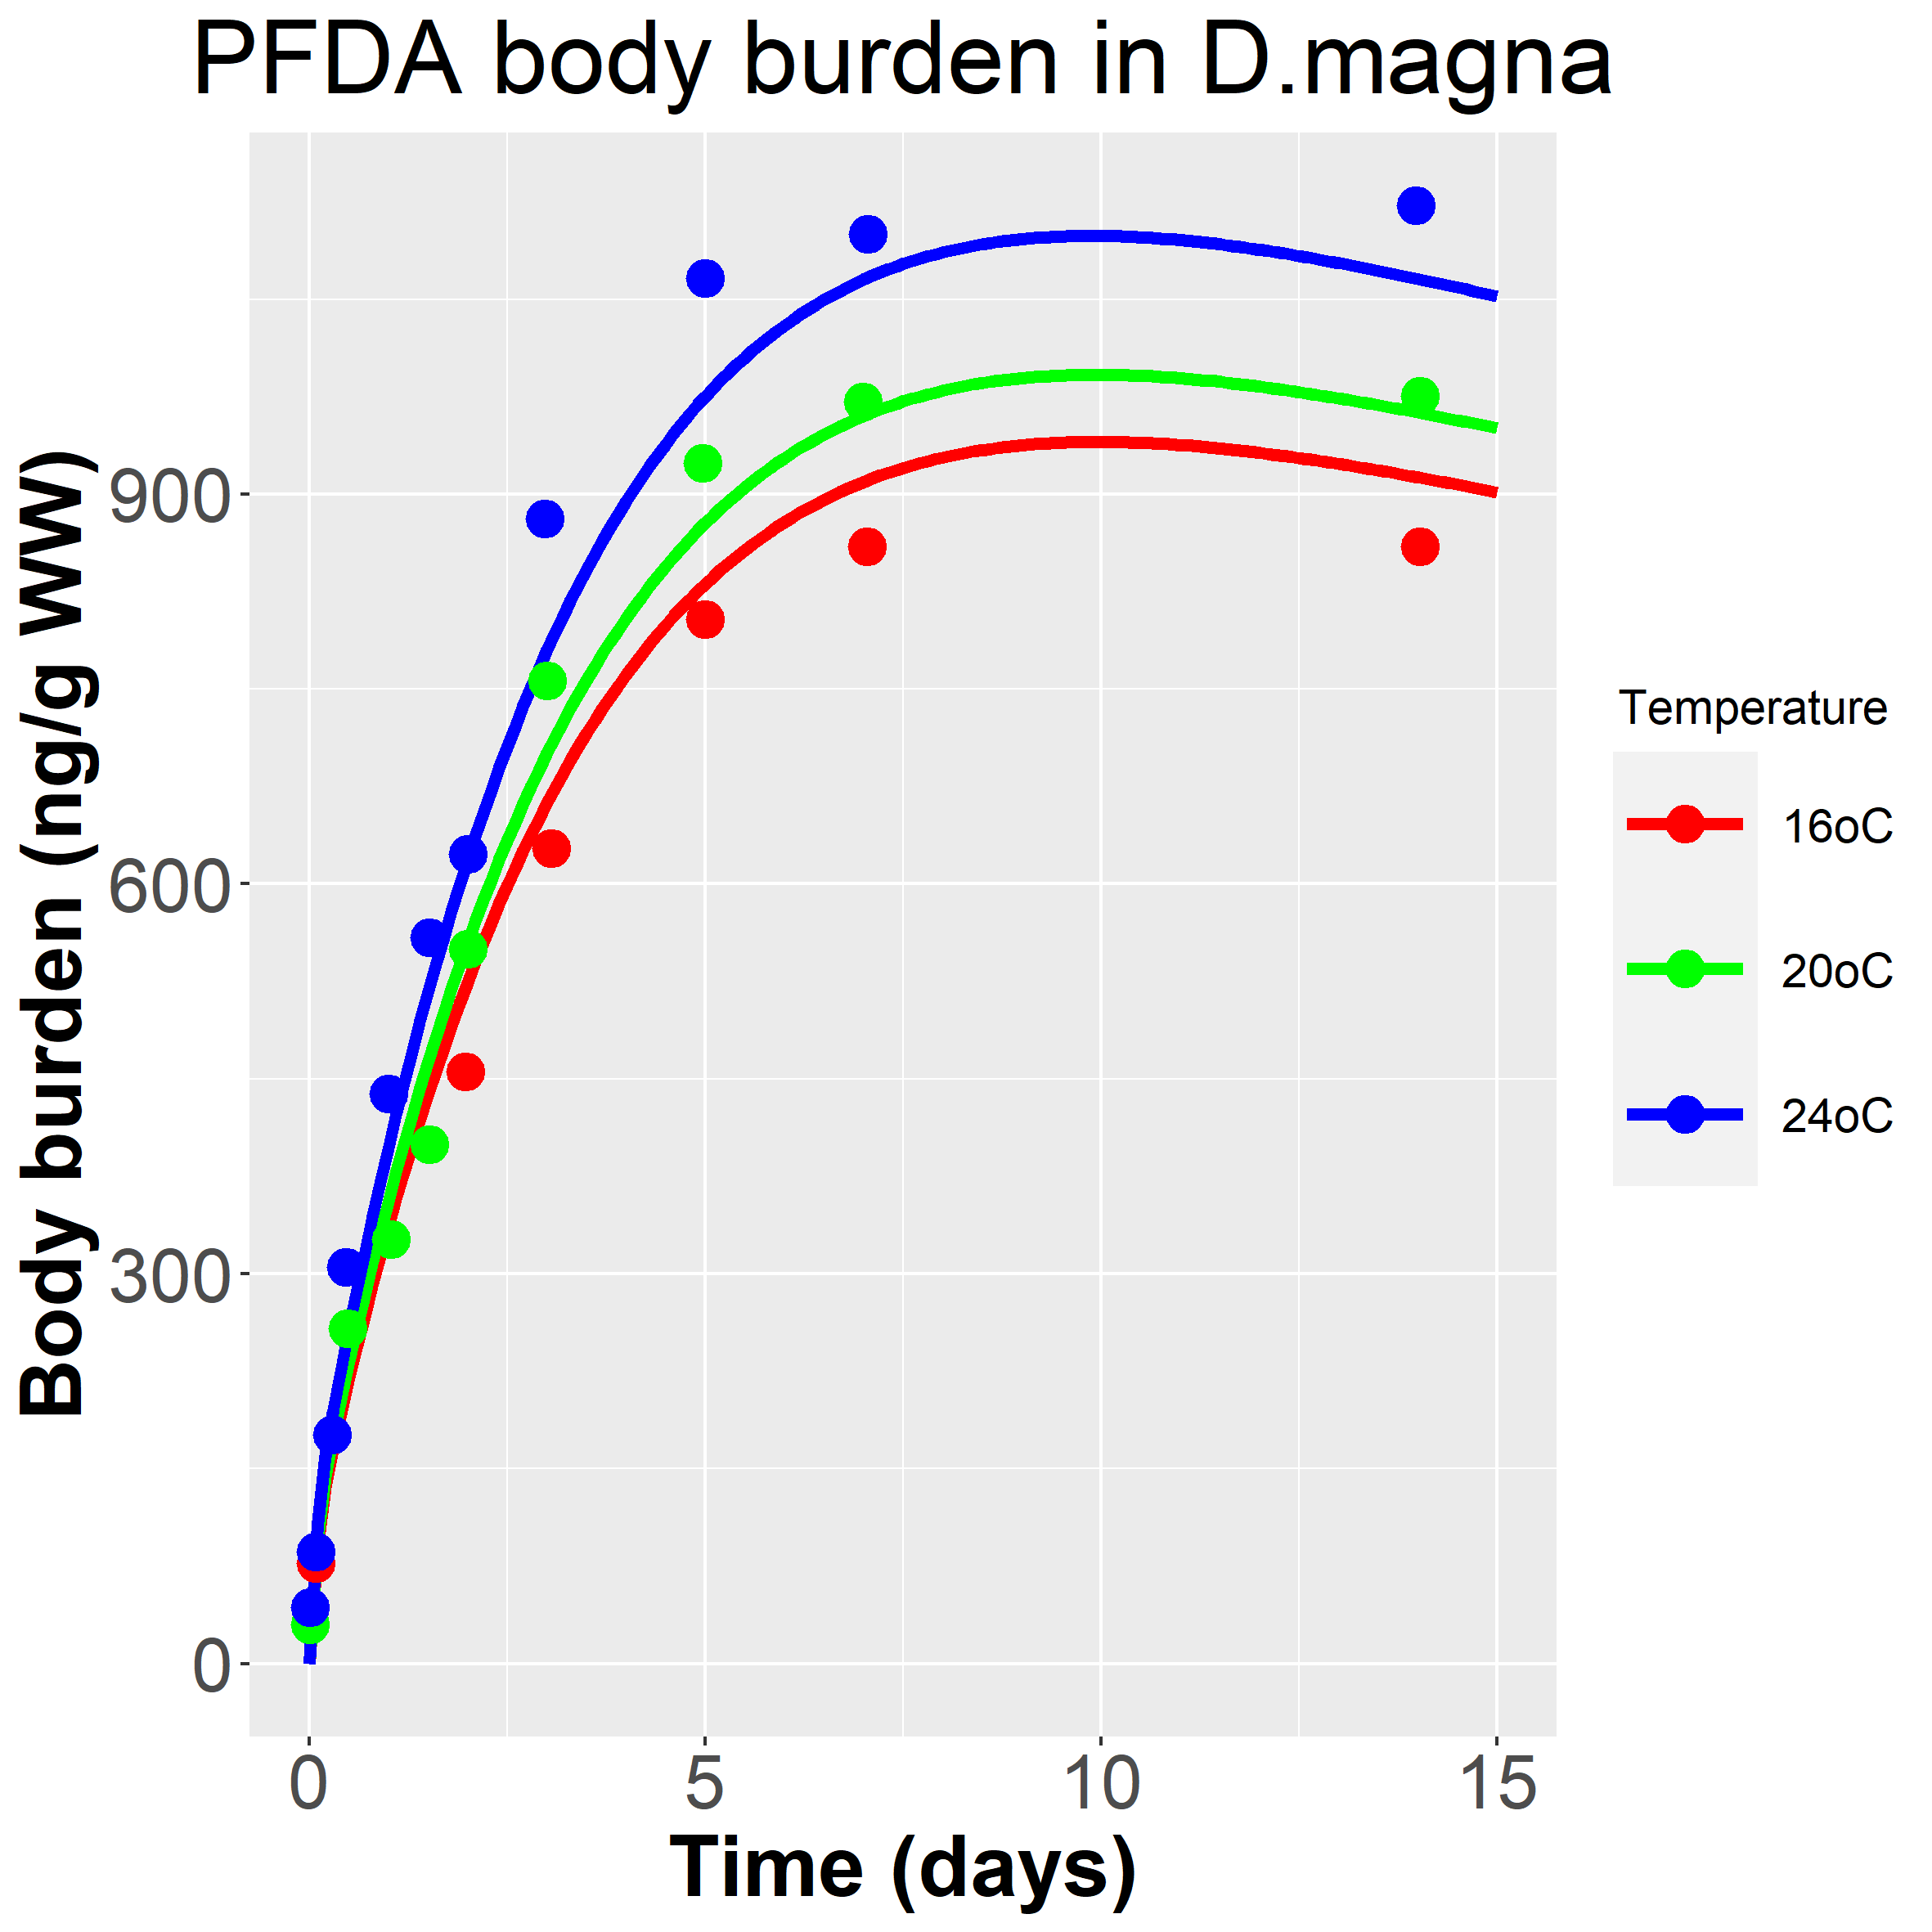 PFDA body burden in D.magna
Body burden (ng/g WW)
900
600
300
0
0 5 10 15
Time (days)
Temperature
16oC
20oC
24oC